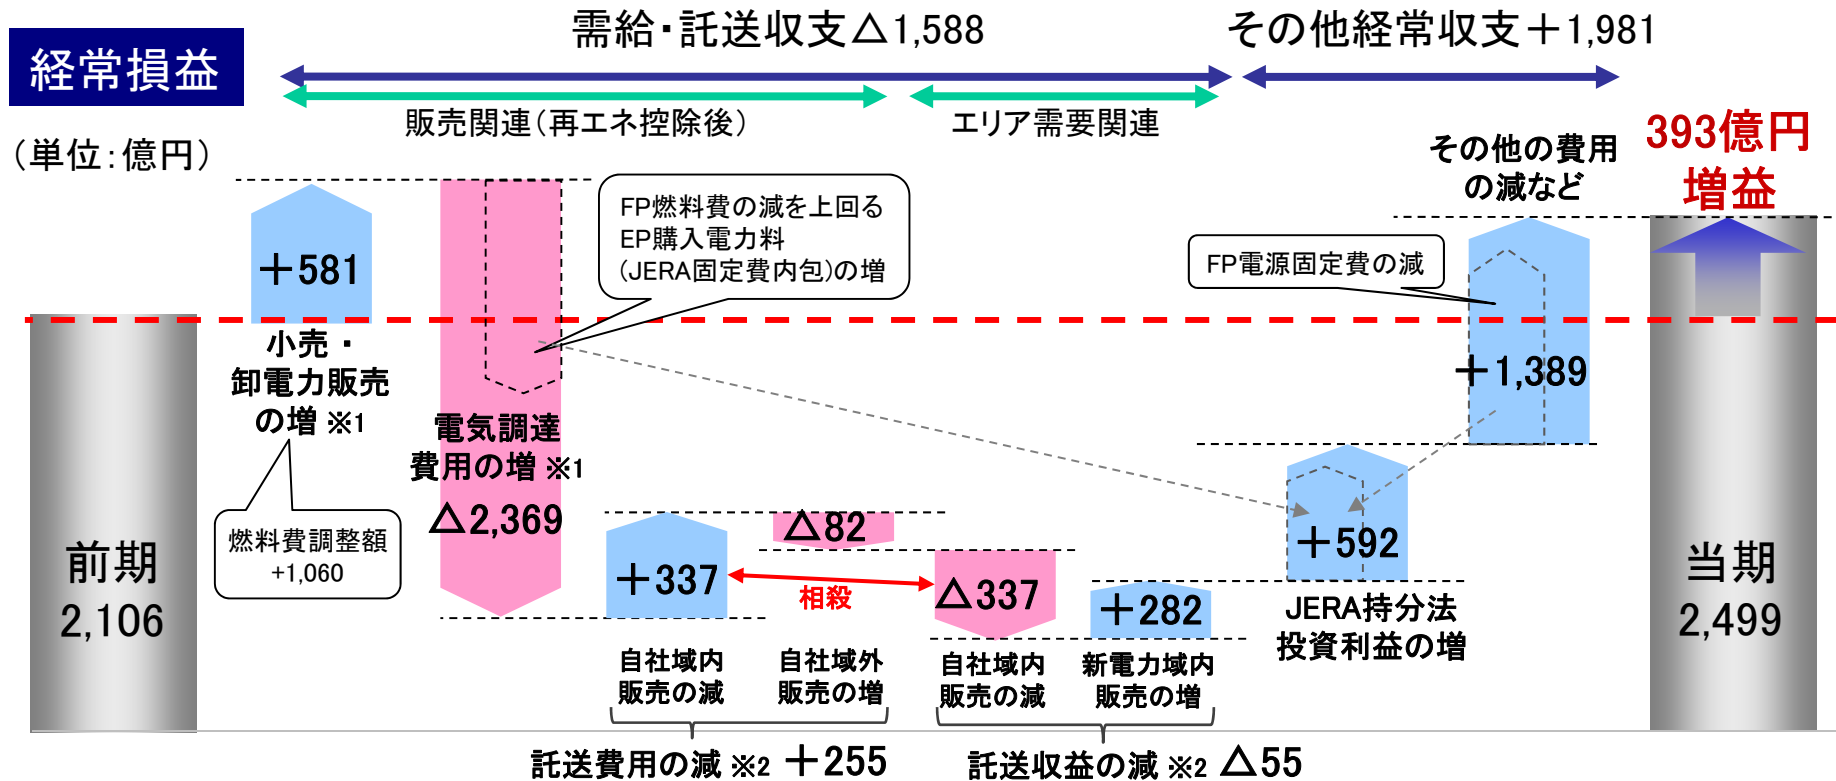 経常損益
(単位:億円)
需給・託送収支△1,588
その他経常収支+1,981
販売関連(再エネ控除後)
エリア需要関連
前期
2,106
+581
小売・
卸電力販売
の増 ※1
燃料費調整額
+1,060
電気調達
費用の増 ※1
△2,369
FP燃料費の減を上回る
EP購入電力料
(JERA固定費内包)の増
+337
相殺
自社域内
販売の減
△82
自社域外
販売の増
託送費用の減 ※2 +255
△337
自社域内
販売の減
+282
新電力域内
販売の増
託送収益の減 ※2 △55
+592
JERA持分法
投資利益の増
FP電源固定費の減
その他の費用
の減など
+1,389
393億円
増益
当期
2,499